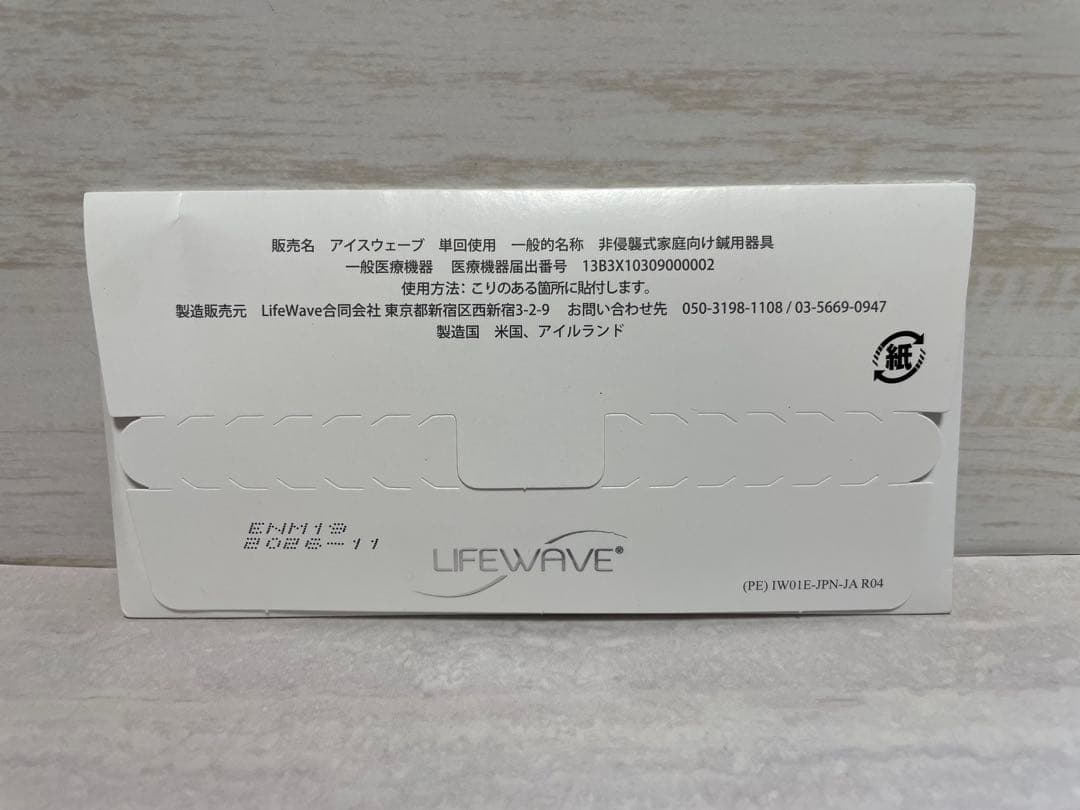 販売名　アイスウェーブ　単回使用　一般的名称　非侵襲式家庭向け鍼用器具
一般医療機器　医療機器届出番号　13B3X10309000002
使用方法：こりのある箇所に貼付します。
製造販売元　LifeWave合同会社 東京都新宿区西新宿3-2-9　お問い合わせ先　050-3198-1108 / 03-5669-0947
製造国　米国、アイルランド
紙
ENM19
2026-11
LIFEWAVE®
(PE) IW01E-JPN-JA R04